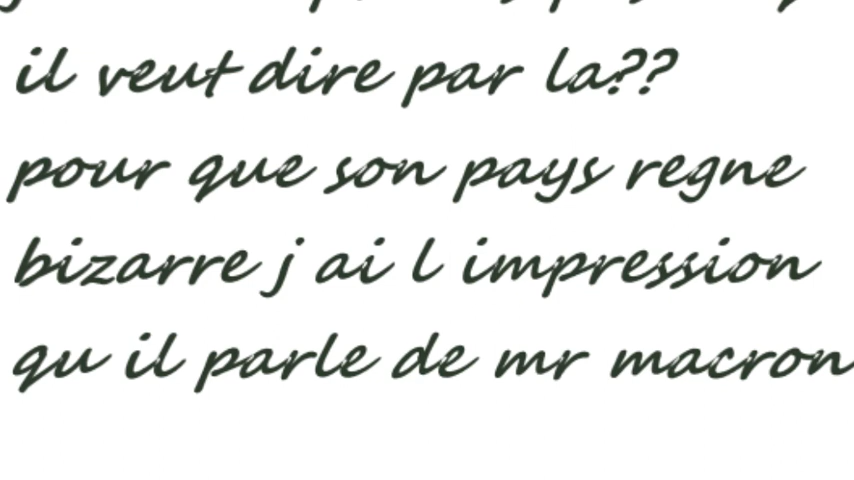 il veut dire par la??
pour que son pays regne
bizarre j ai l impression
qu il parle de mr macron